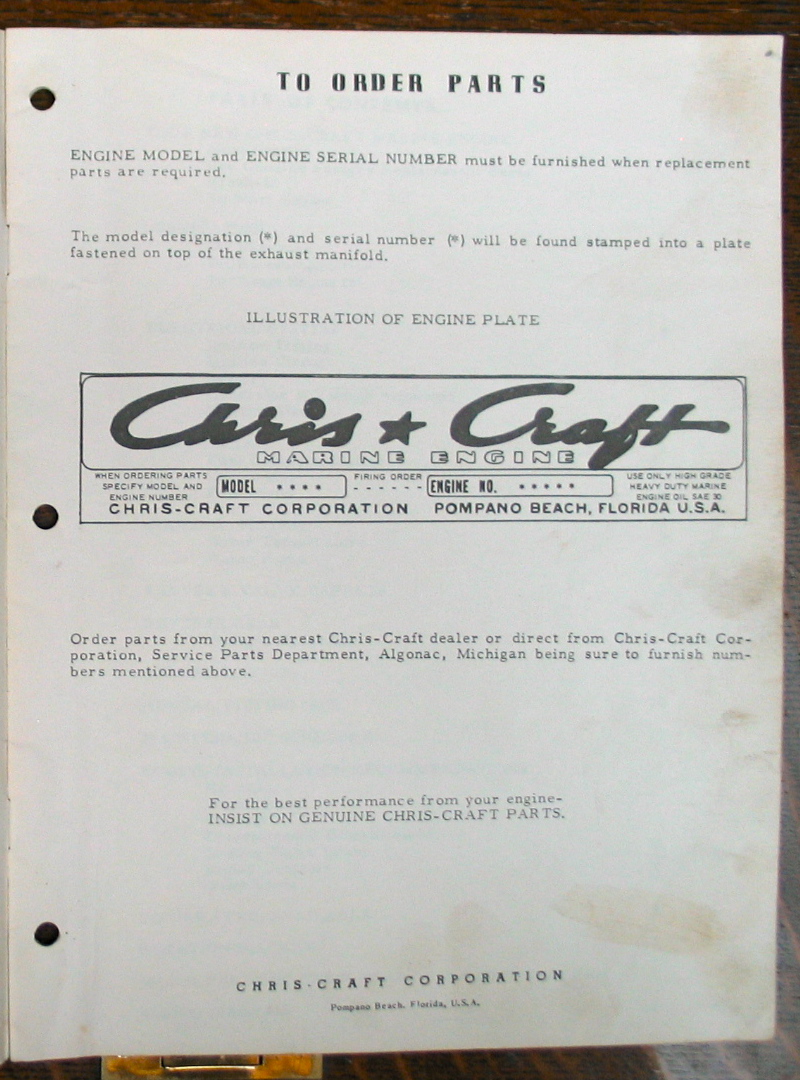 TO ORDER PARTS
ENGINE MODEL and ENGINE SERIAL NUMBER must be furnished when replacement
parts are required.
The model designation (*) and serial number (*) will be found stamped into a plate
fastened on top of the exhaust manifold.
ILLUSTRATION OF ENGINE PLATE
Chris ★ Craft
MARINE ENGINE
WHEN ORDERING PARTS
SPECIFY MODEL AND
ENGINE NUMBER
MODEL * * * *
FIRING ORDER
- - - - - -
ENGINE NO. * * * * *
USE ONLY HIGH GRADE
HEAVY DUTY MARINE
ENGINE OIL SAE 30
CHRIS-CRAFT CORPORATION POMPANO BEACH, FLORIDA U.S.A.
Order parts from your nearest Chris-Craft dealer or direct from Chris-Craft Cor-
poration, Service Parts Department, Algonac, Michigan being sure to furnish num-
bers mentioned above.
For the best performance from your engine-
INSIST ON GENUINE CHRIS-CRAFT PARTS.
CHRIS-CRAFT CORPORATION
Pompano Beach, Florida, U.S.A.